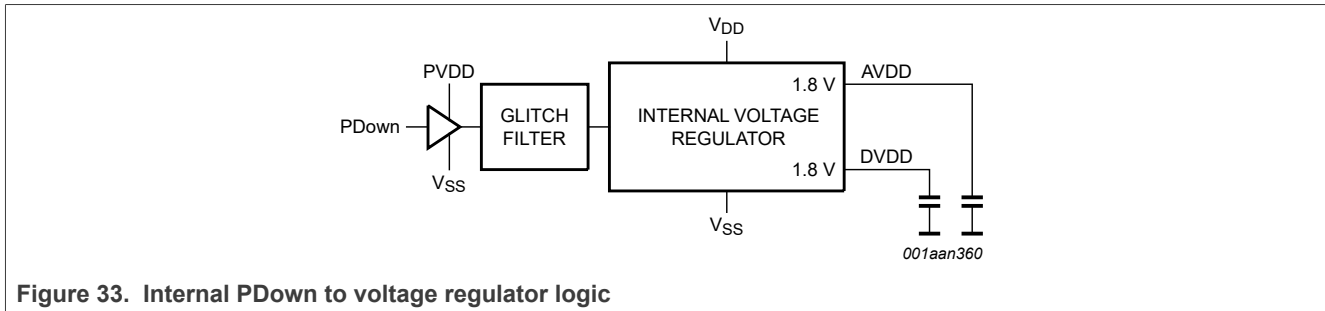 VDD
PVDD
1.8 V
AVDD
PDown
GLITCH
FILTER
INTERNAL VOLTAGE
REGULATOR
1.8 V
DVDD
VSS
VSS
001aan360
Figure 33. Internal PDown to voltage regulator logic